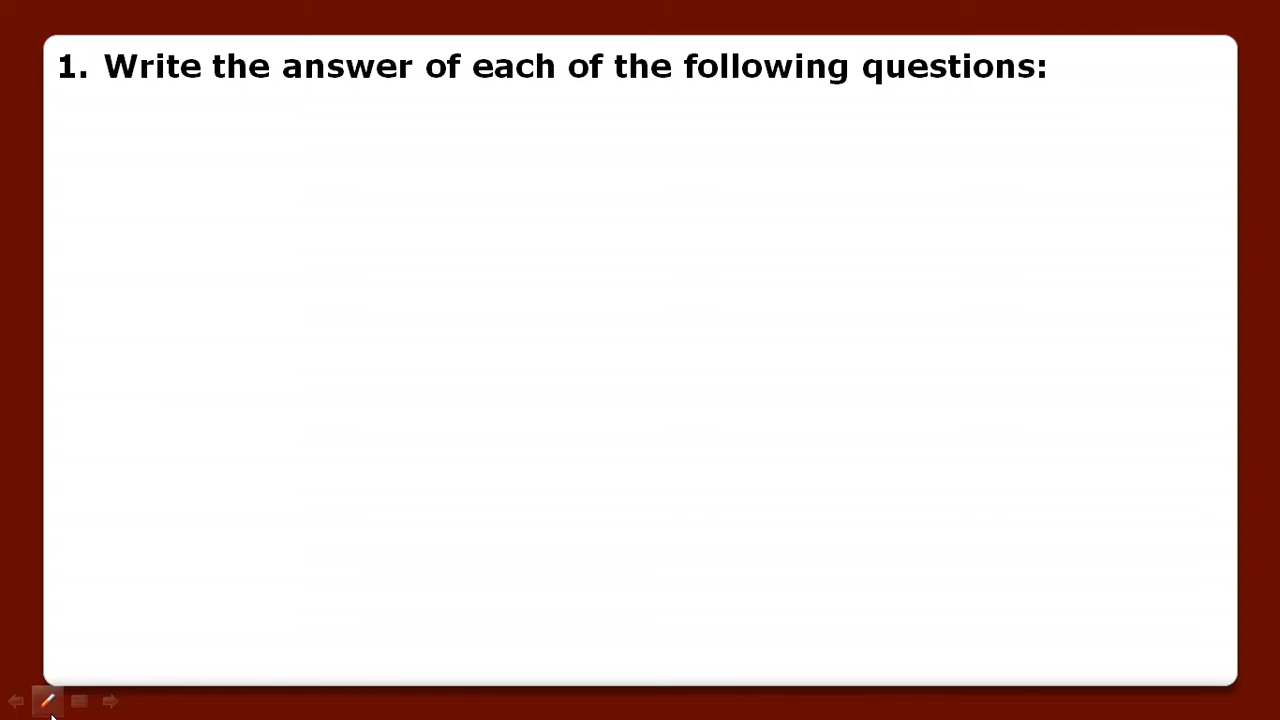 1. Write the answer of each of the following questions: